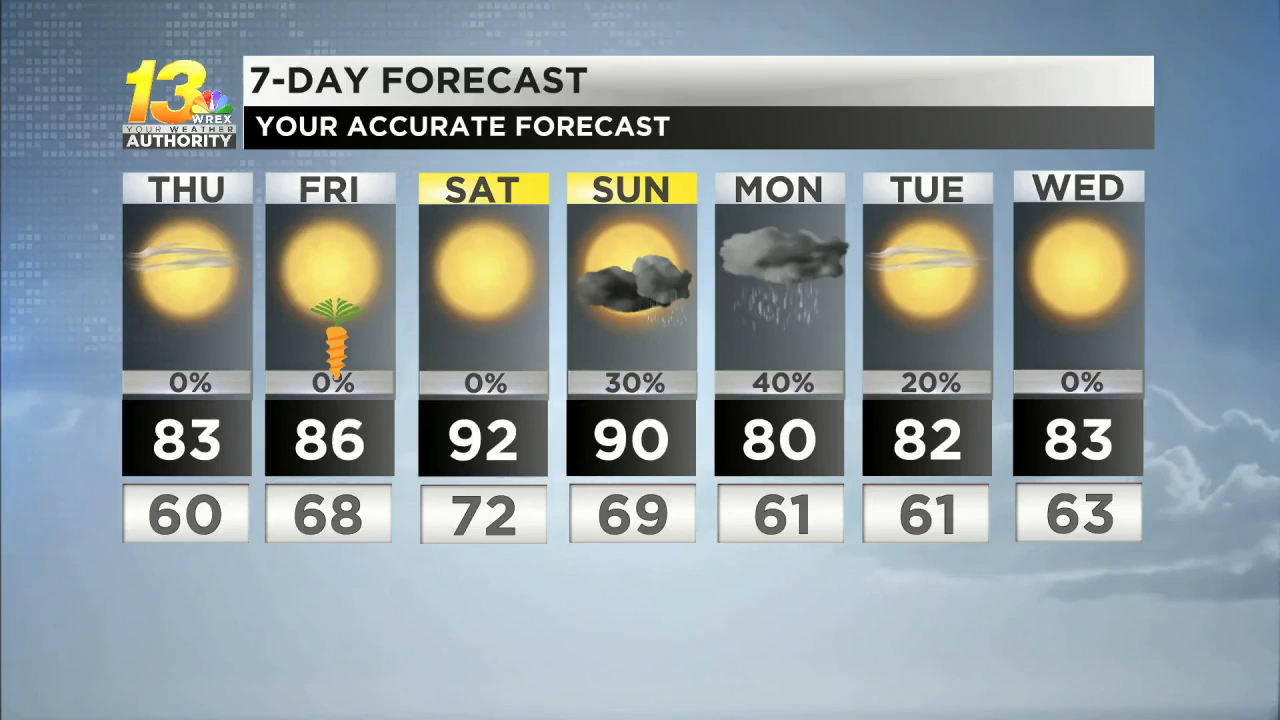 13
WREX
YOUR WEATHER
AUTHORITY
7-DAY FORECAST
YOUR ACCURATE FORECAST
THU FRI SAT SUN MON TUE WED
0% 0% 0% 30% 40% 20% 0%
83 86 92 90 80 82 83
60 68 72 69 61 61 63